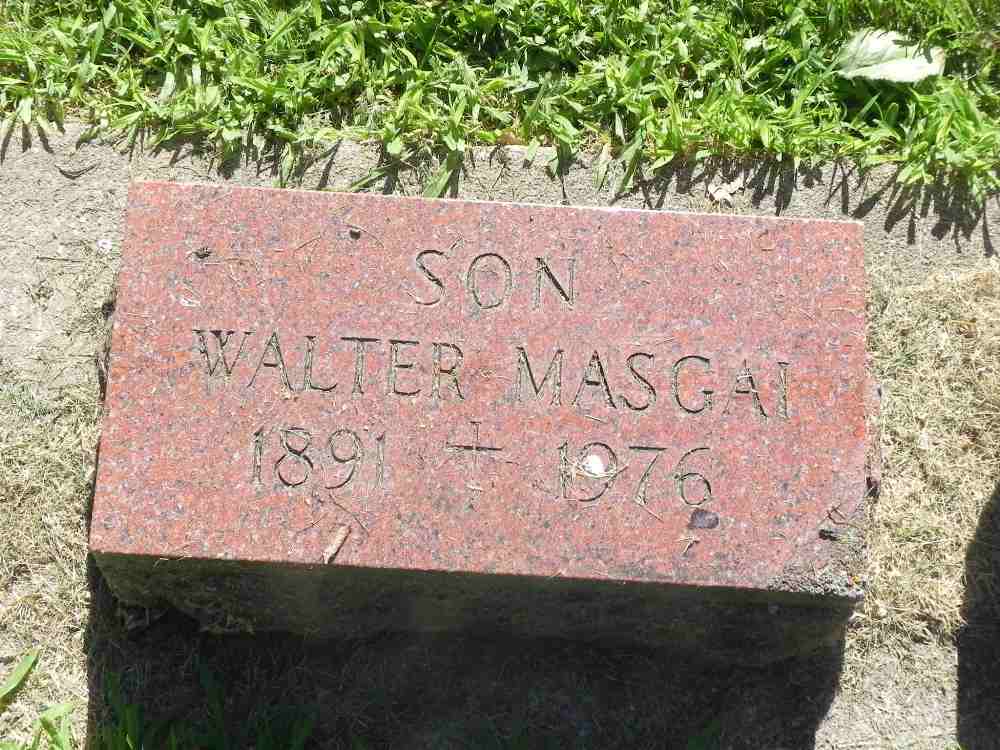 SON
WALTER MASGAI
1891 † 1976